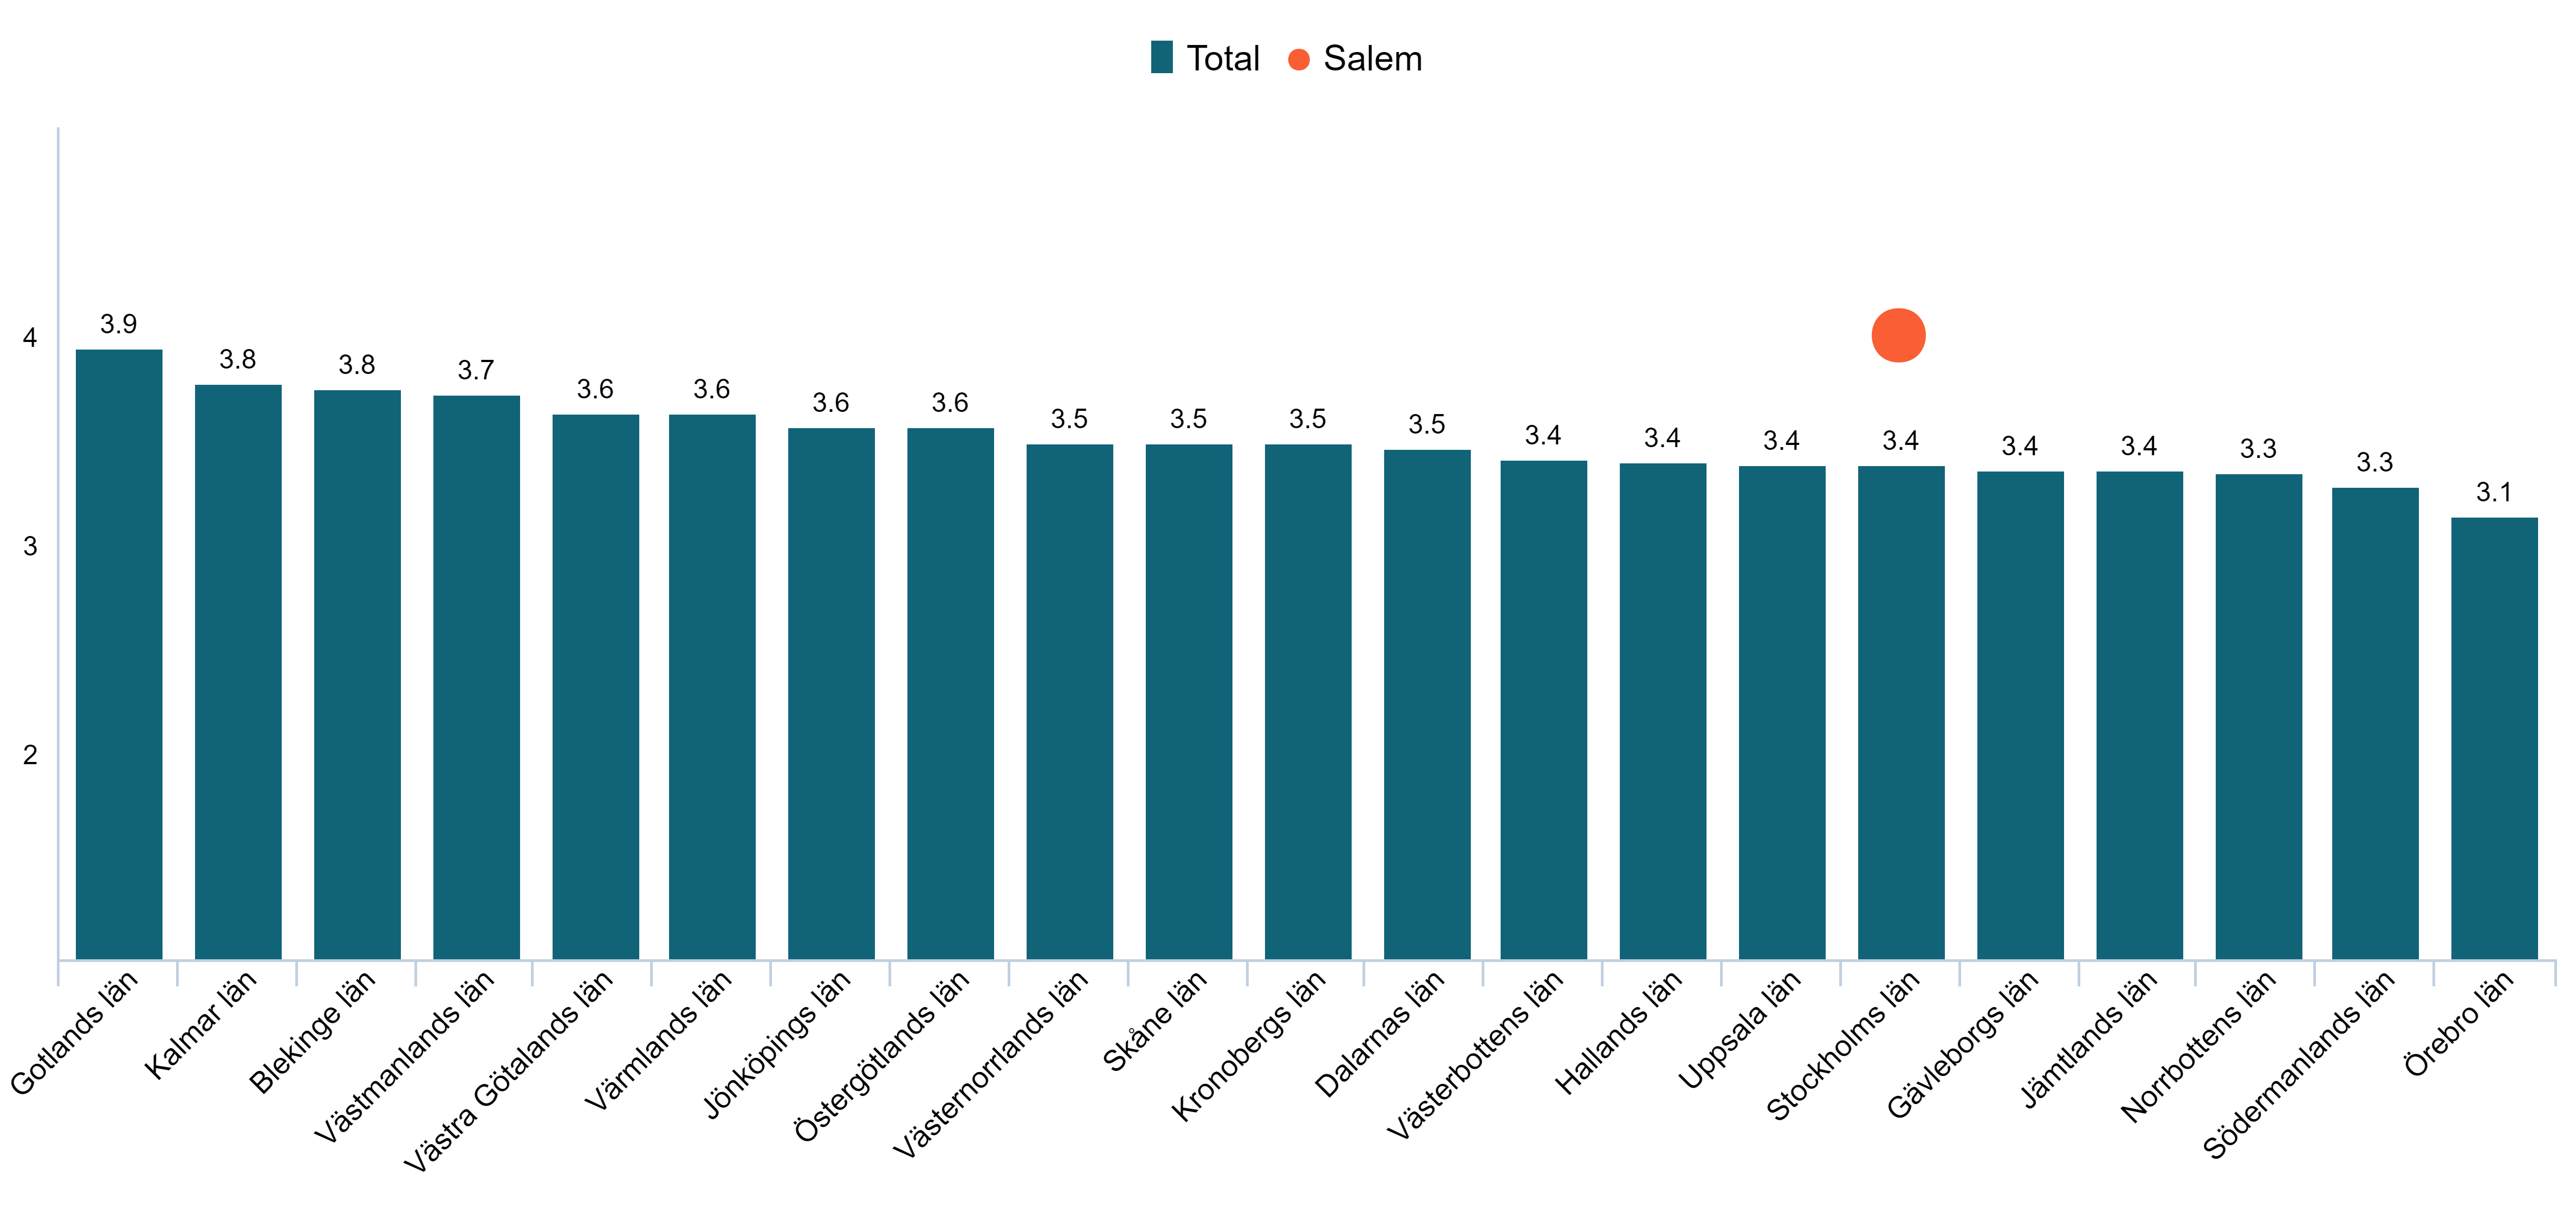 Total Salem
4
3
2
3.9 3.8 3.8 3.7 3.6 3.6 3.6 3.6 3.5 3.5 3.5 3.5 3.4 3.4 3.4 3.4 3.4 3.4 3.3 3.3 3.1
Gotlands län
Kalmar län
Blekinge län
Västmanlands län
Västra Götalands län
Värmlands län
Jönköpings län
Östergötlands län
Västernorrlands län
Skåne län
Kronobergs län
Dalarnas län
Västerbottens län
Hallands län
Uppsala län
Stockholms län
Gävleborgs län
Jämtlands län
Norrbottens län
Södermanlands län
Örebro län